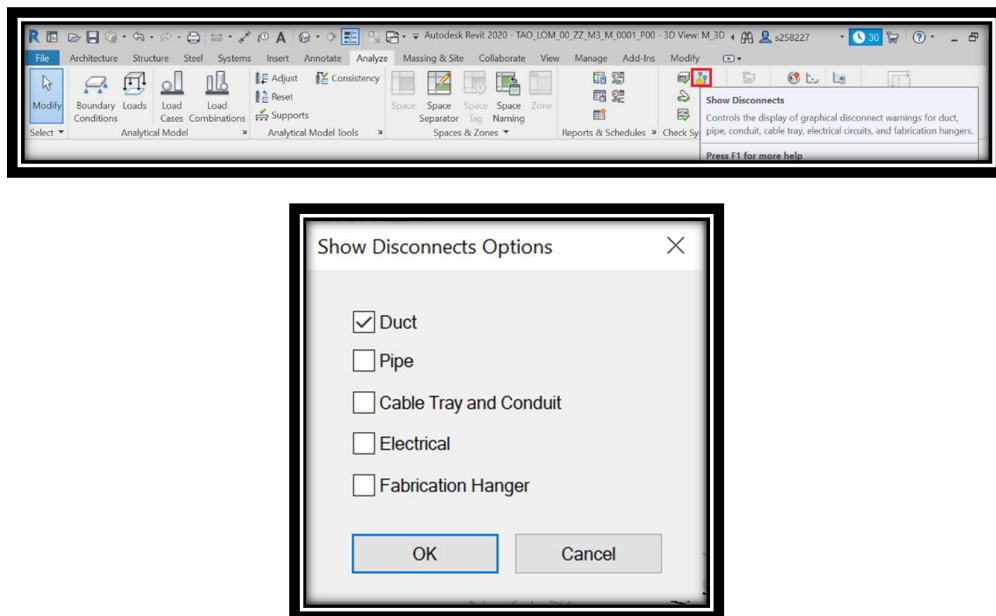 Autodesk Revit 2020 - TAO_LOM_00_ZZ_M3_M_0001_P00 - 3D View: M_3D s258227 30
File Architecture Structure Steel Systems Insert Annotate Analyze Massing & Site Collaborate View Manage Add-Ins Modify
Adjust Consistency
Reset
Supports
Modify Boundary Conditions Loads Load Cases Load Combinations Space Space Separator Space Tag Space Naming Zone
Select Analytical Model Analytical Model Tools Spaces & Zones Reports & Schedules Check Sy
Show Disconnects
Controls the display of graphical disconnect warnings for duct,
pipe, conduit, cable tray, electrical circuits, and fabrication hangers.
Press F1 for more help
Show Disconnects Options
Duct
Pipe
Cable Tray and Conduit
Electrical
Fabrication Hanger
OK Cancel